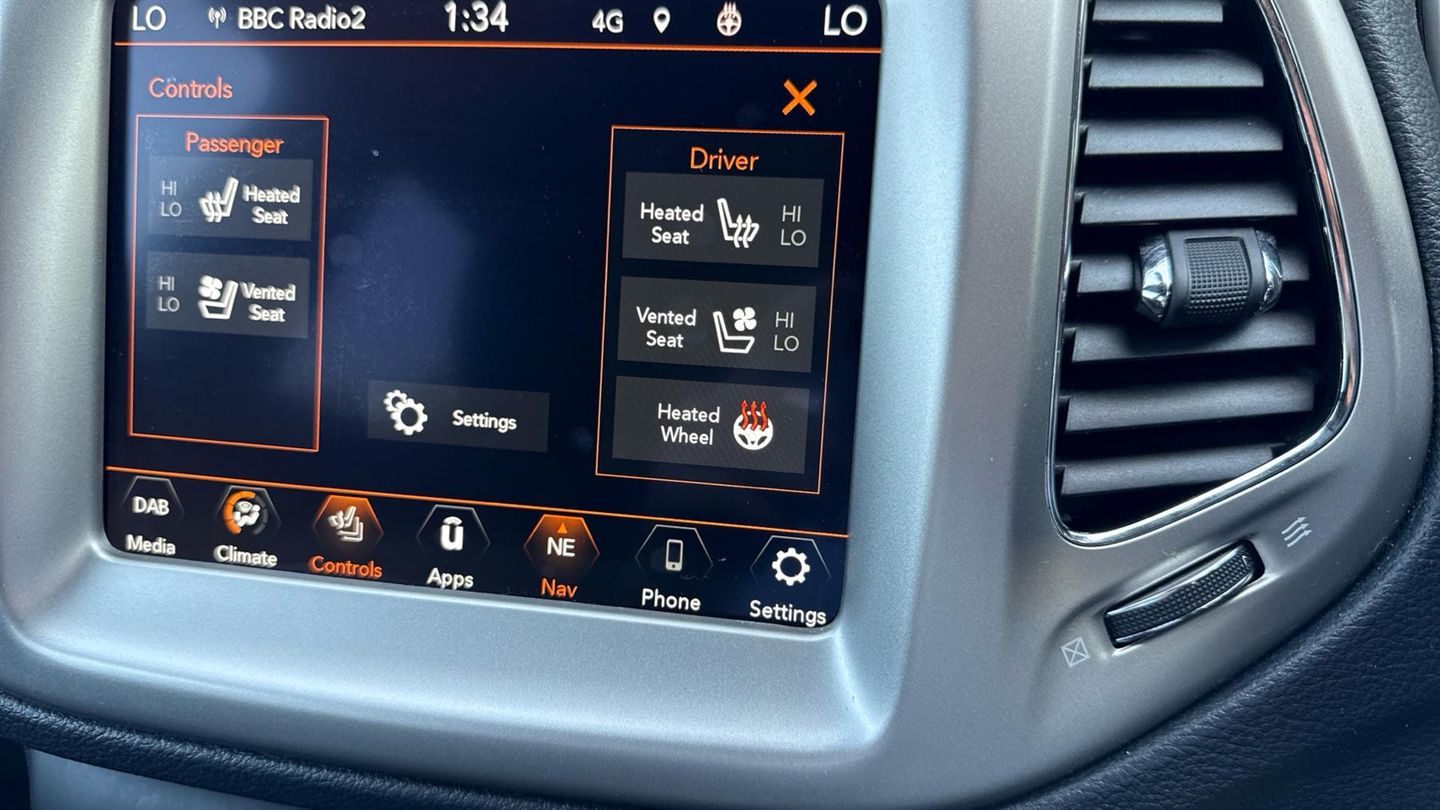 LO BBC Radio2 1:34 4G LO
Controls
Passenger
HI
LO
Heated
Seat
HI
LO
Vented
Seat
Driver
Heated
Seat
HI
LO
Vented
Seat
HI
LO
Heated
Wheel
Settings
DAB
Media
Climate
Controls
u
Apps
NE
Nav
Phone
Settings